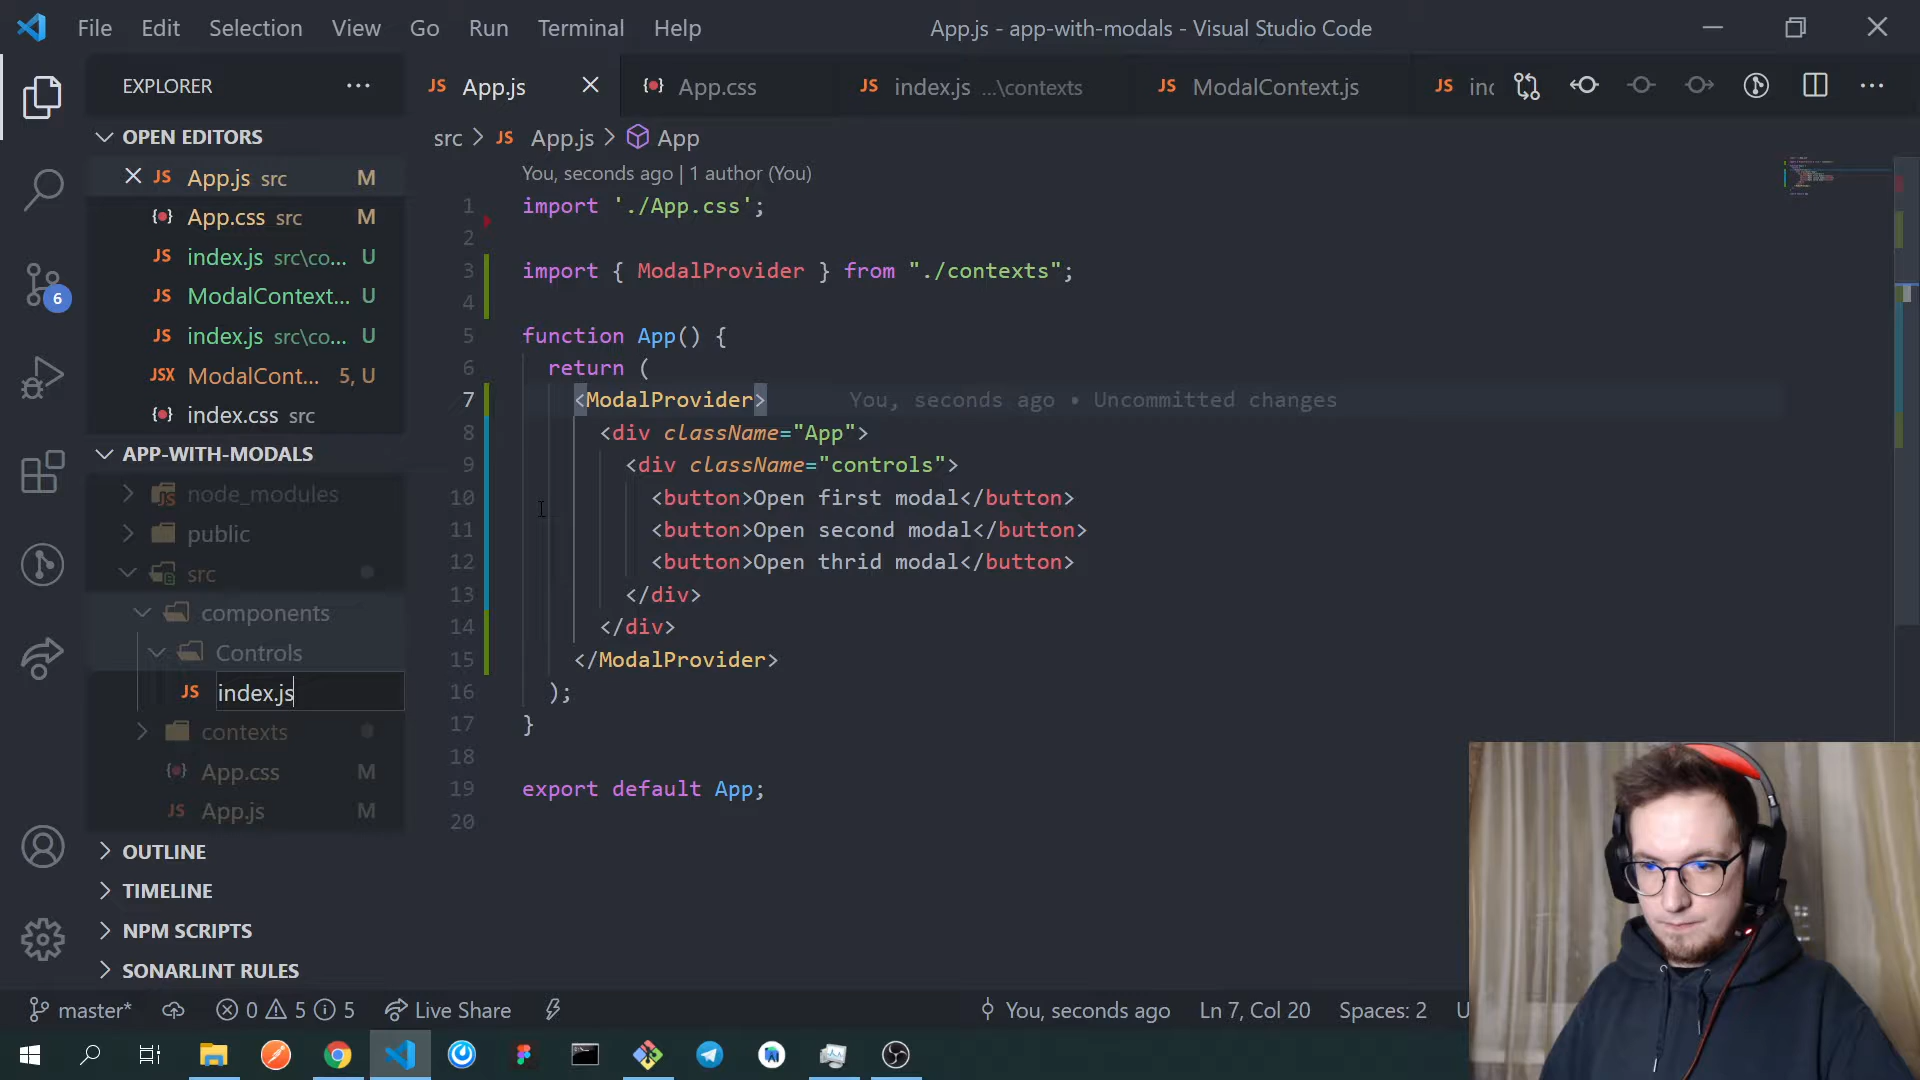 File Edit Selection View Go Run Terminal Help
App.js - app-with-modals - Visual Studio Code
EXPLORER
App.js
App.css
index.js ...\contexts
ModalContext.js
OPEN EDITORS
App.js src M
App.css src M
index.js src\co... U
ModalContext... U
index.js src\co... U
ModalCont... 5, U
index.css src
APP-WITH-MODALS
node_modules
public
src
components
Controls
index.js
contexts
App.css M
App.js M
OUTLINE
TIMELINE
NPM SCRIPTS
SONARLINT RULES
6
src > JS App.js > App
You, seconds ago | 1 author (You)
1 import './App.css';
2
3 import { ModalProvider } from "./contexts";
4
5 function App() {
6 return (
7 <ModalProvider> You, seconds ago • Uncommitted changes
8 <div className="App">
9 <div className="controls">
10 <button>Open first modal</button>
11 <button>Open second modal</button>
12 <button>Open thrid modal</button>
13 </div>
14 </div>
15 </ModalProvider>
16 );
17 }
18
19 export default App;
20
master* 0 5 5 Live Share You, seconds ago Ln 7, Col 20 Spaces: 2